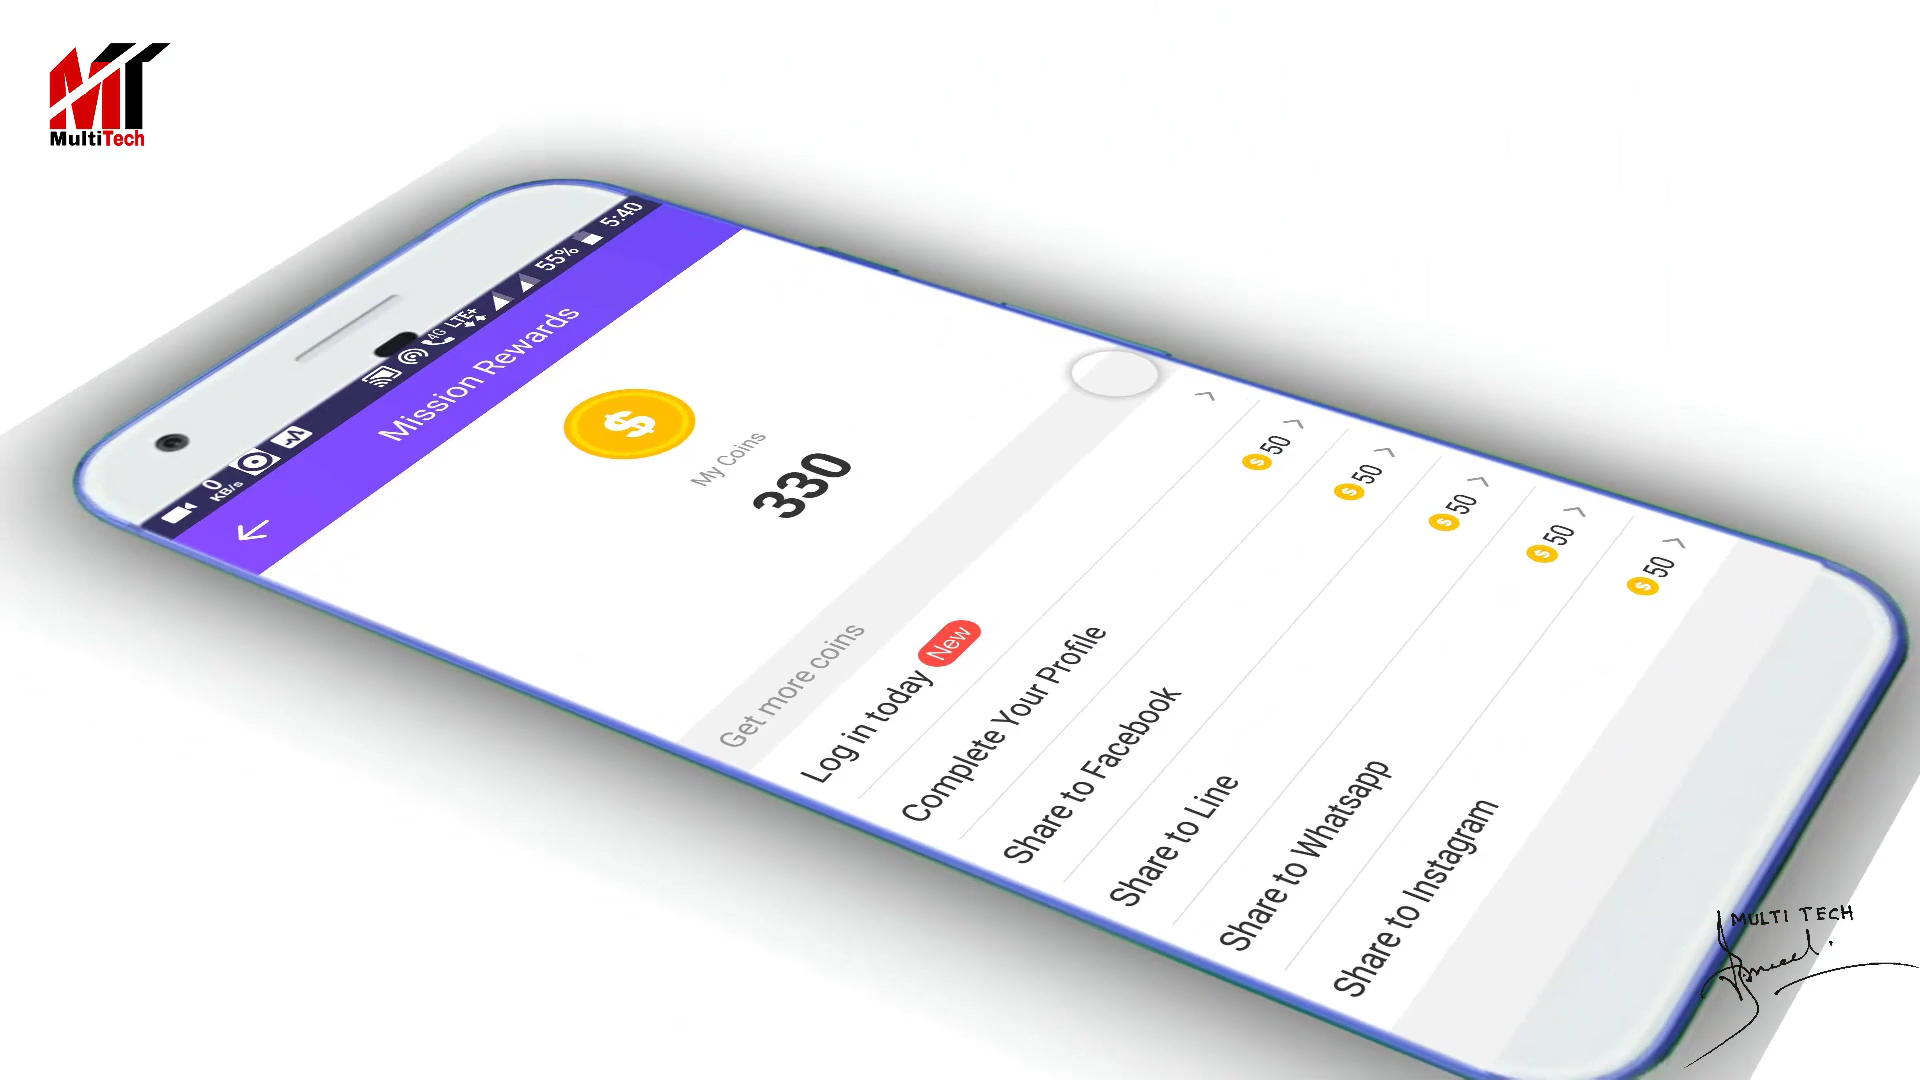 MT
MultiTech
0
KB/s
4G LTE+
55%
5:40
Mission Rewards
My Coins
330
Get more coins
Log in today New
Complete Your Profile 50
Share to Facebook 50
Share to Line 50
Share to Whatsapp 50
Share to Instagram 50
MULTI TECH